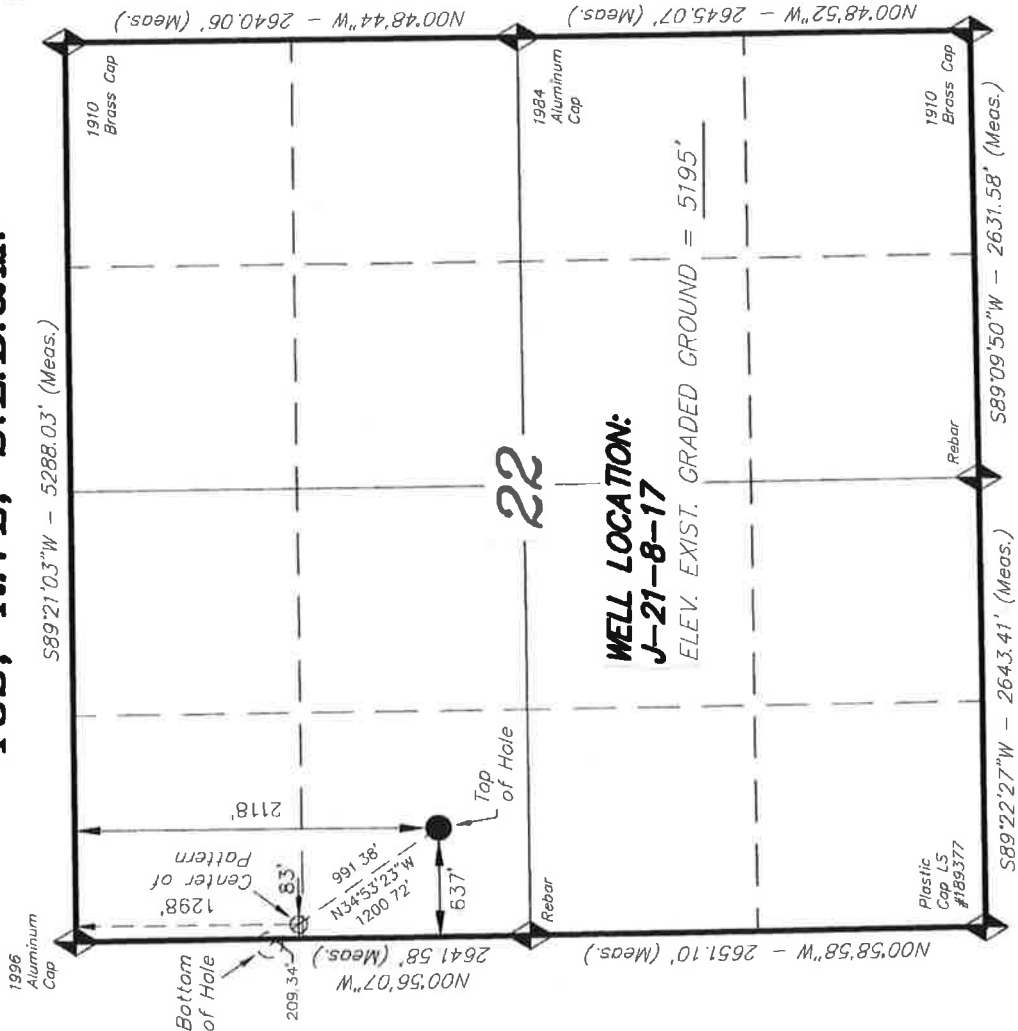 S89°21'03"W - 5288.03' (Meas.)
1996
Aluminum
Cap
1910
Brass Cap
N00°48'44"W - 2640.06' (Meas.)
Bottom
of Hole
209.34'
1298'
Center of
Pattern
83'
2118'
991.38'
N34°53'23"W
1200.72'
637'
Top
of Hole
N00°56'07"W
2641.58' (Meas.)
Rebar
22
1984
Aluminum
Cap
WELL LOCATION:
J-21-8-17
ELEV. EXIST. GRADED GROUND = 5195'
N00°48'52"W - 2645.07' (Meas.)
N00°58'58"W - 2651.10' (Meas.)
Plastic
Cap LS
#189377
Rebar
1910
Brass Cap
S89°22'27"W - 2643.41' (Meas.)
S89°09'50"W - 2631.58' (Meas.)